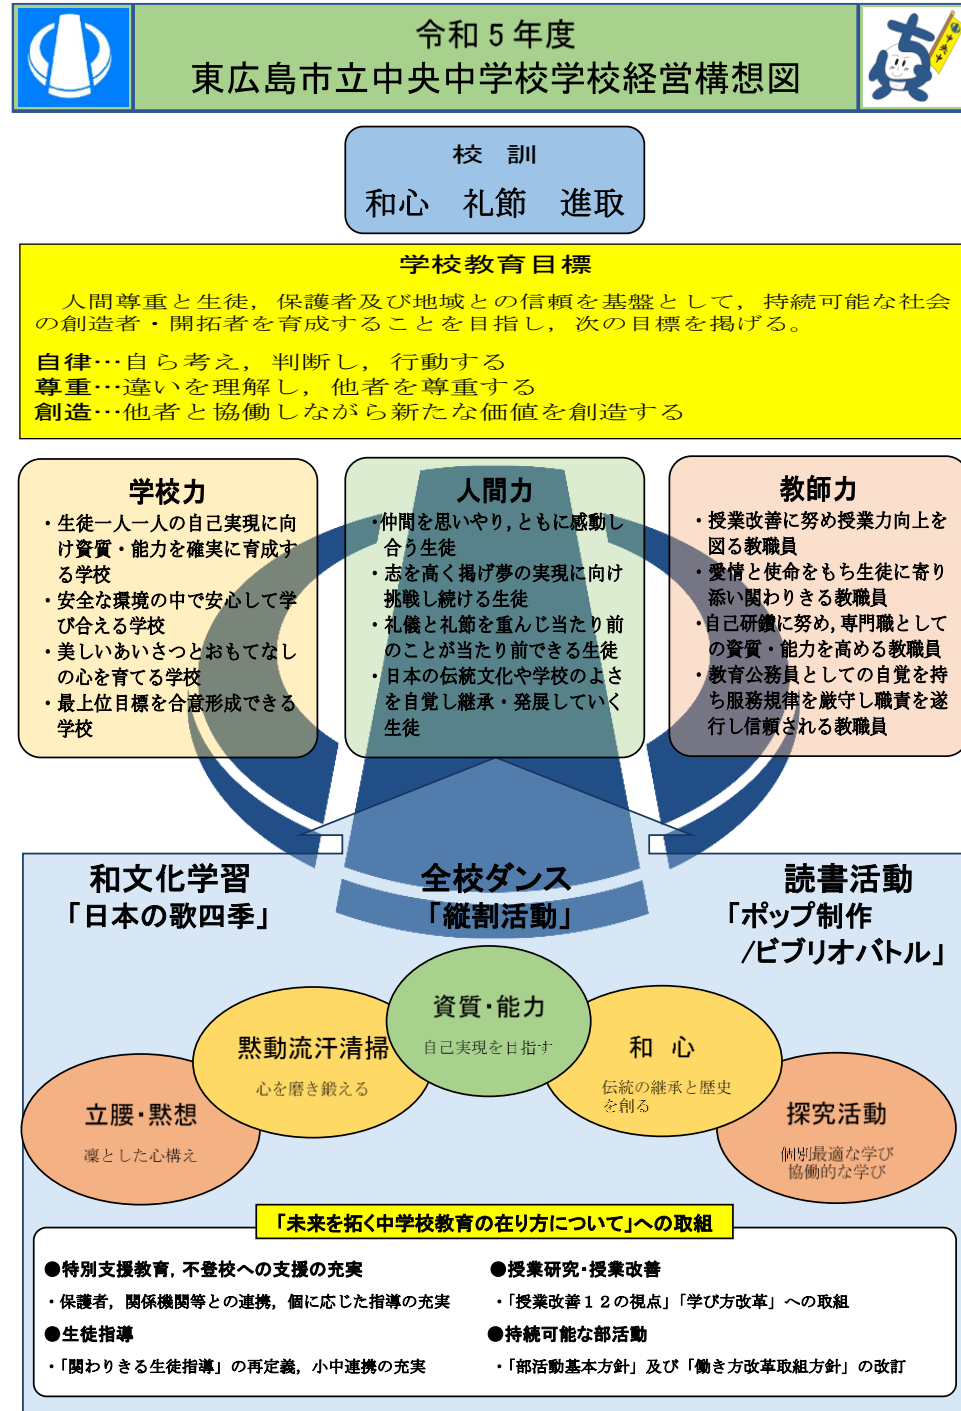 令和５年度
東広島市立中央中学校学校経営構想図
中央中
校　訓
和心　礼節　進取
学校教育目標
人間尊重と生徒，保護者及び地域との信頼を基盤として，持続可能な社会
の創造者・開拓者を育成することを目指し，次の目標を掲げる。
自律…自ら考え，判断し，行動する
尊重…違いを理解し，他者を尊重する
創造…他者と協働しながら新たな価値を創造する
学校力
・生徒一人一人の自己実現に向
け資質・能力を確実に育成す
る学校
・安全な環境の中で安心して学
び合える学校
・美しいあいさつとおもてなし
の心を育てる学校
・最上位目標を合意形成できる
学校
人間力
・仲間を思いやり，ともに感動し
合う生徒
・志を高く掲げ夢の実現に向け
挑戦し続ける生徒
・礼儀と礼節を重んじ当たり前
のことが当たり前できる生徒
・日本の伝統文化や学校のよさ
を自覚し継承・発展していく
生徒
教師力
・授業改善に努め授業力向上を
図る教職員
・愛情と使命をもち生徒に寄り
添い関わりきる教職員
・自己研鑽に努め，専門職として
の資質・能力を高める教職員
・教育公務員としての自覚を持
ち服務規律を厳守し職責を遂
行し信頼される教職員
和文化学習
「日本の歌四季」
全校ダンス
「縦割活動」
読書活動
「ポップ制作
/ビブリオバトル」
資質・能力
自己実現を目指す
黙動流汗清掃
心を磨き鍛える
和　心
伝統の継承と歴史
を創る
立腰・黙想
凜とした心構え
探究活動
個別最適な学び
協働的な学び
「未来を拓く中学校教育の在り方について」への取組
●特別支援教育，不登校への支援の充実
・保護者，関係機関等との連携，個に応じた指導の充実
●生徒指導
・「関わりきる生徒指導」の再定義，小中連携の充実
●授業研究・授業改善
・「授業改善１２の視点」「学び方改革」への取組
●持続可能な部活動
・「部活動基本方針」及び「働き方改革取組方針」の改訂